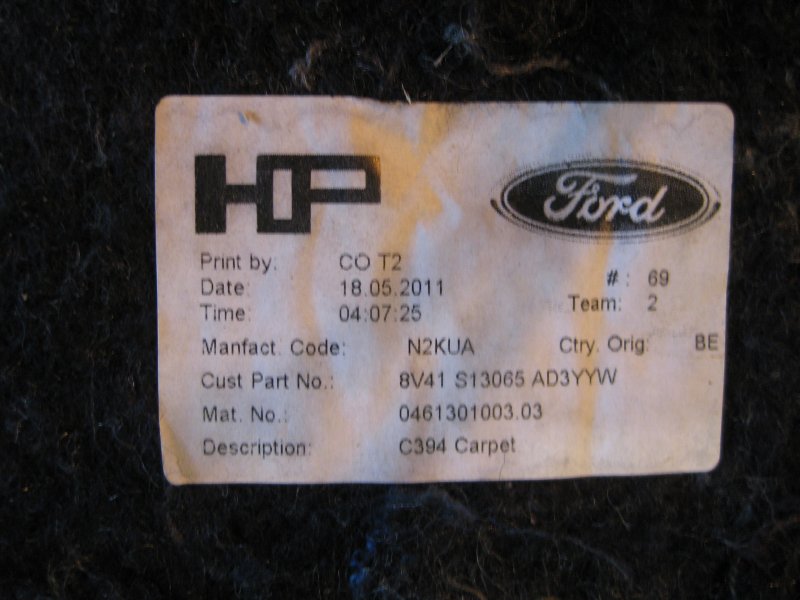 HP
Ford
Print by: CO T2
Date: 18.05.2011 #: 69
Time: 04:07:25 Team: 2
Manfact. Code: N2KUA Ctry. Orig: BE
Cust Part No.: 8V41 S13065 AD3YYW
Mat. No.: 0461301003.03
Description: C394 Carpet